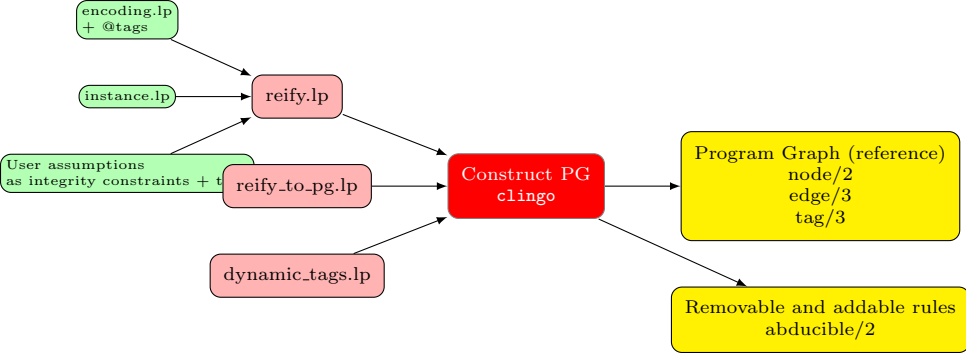 encoding.lp
+ @tags
instance.lp
reify.lp
User assumptions
as integrity constraints + t
reify_to_pg.lp
dynamic_tags.lp
Construct PG
clingo
Program Graph (reference)
node/2
edge/3
tag/3
Removable and addable rules
abducible/2